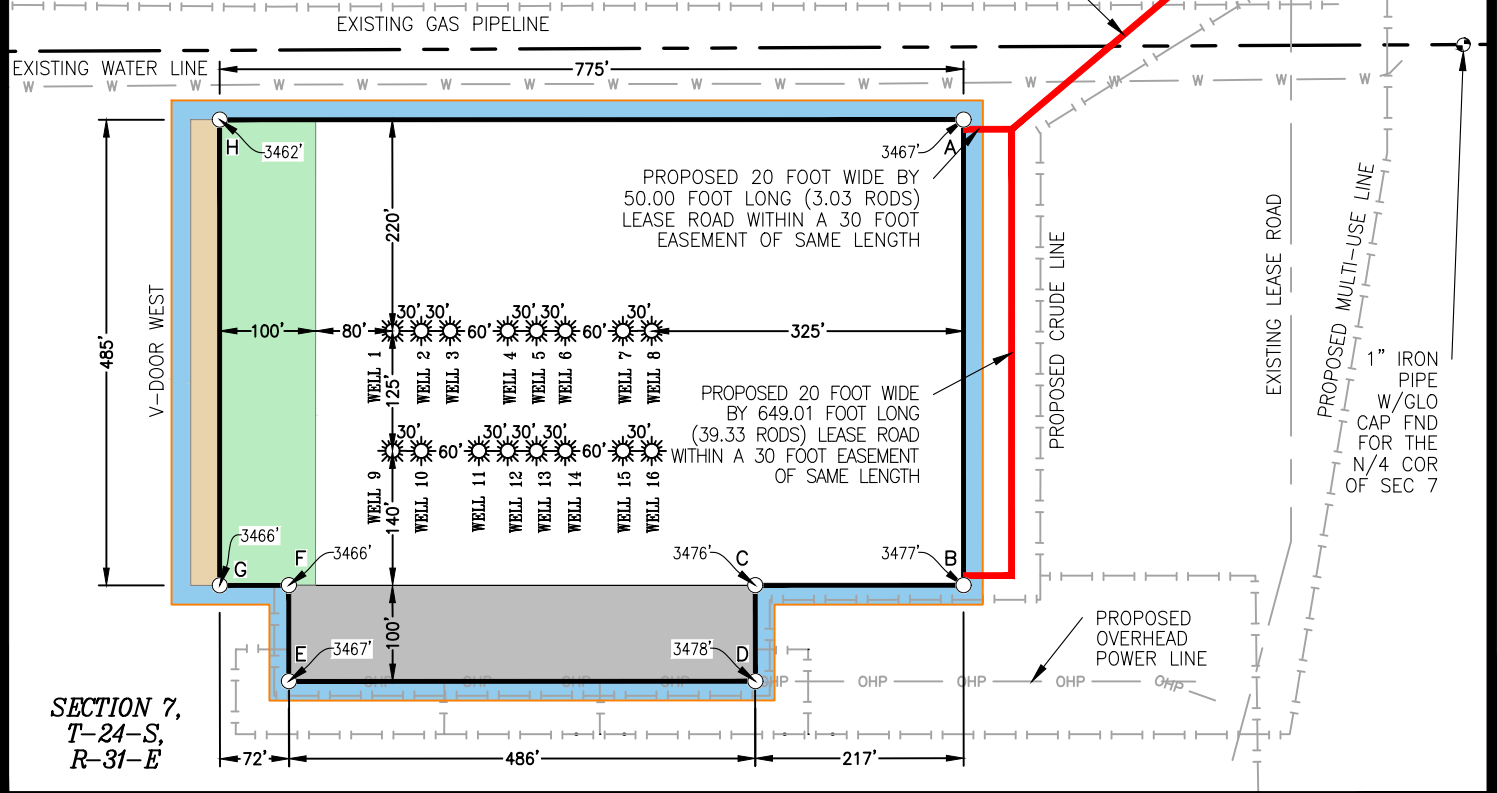 EXISTING GAS PIPELINE
EXISTING WATER LINE
775'
W W W W W W W W W W W W W W W W W
H
3462'
3467'
A
PROPOSED 20 FOOT WIDE BY
50.00 FOOT LONG (3.03 RODS)
LEASE ROAD WITHIN A 30 FOOT
EASEMENT OF SAME LENGTH
220'
485'
V-DOOR WEST
100'
80'
30' 30'
60'
30' 30'
60'
30'
325'
WELL 1
WELL 2
WELL 3
WELL 4
WELL 5
WELL 6
WELL 7
WELL 8
125'
PROPOSED 20 FOOT WIDE
BY 649.01 FOOT LONG
(39.33 RODS) LEASE ROAD
WITHIN A 30 FOOT EASEMENT
OF SAME LENGTH
30'
60'
30' 30' 30'
60'
30'
WELL 9
WELL 10
WELL 11
WELL 12
WELL 13
WELL 14
WELL 15
WELL 16
140'
PROPOSED CRUDE LINE
EXISTING LEASE ROAD
PROPOSED MULTI-USE LINE
1" IRON
PIPE
W/GLO
CAP FND
FOR THE
N/4 COR
OF SEC 7
3466'
G
F
3466'
3476'
C
3477'
B
100'
E
3467'
3478'
D
PROPOSED
OVERHEAD
POWER LINE
OHP OHP OHP OHP OHP OHP OHP OHP OHP
SECTION 7,
T-24-S,
R-31-E
72'
486'
217'